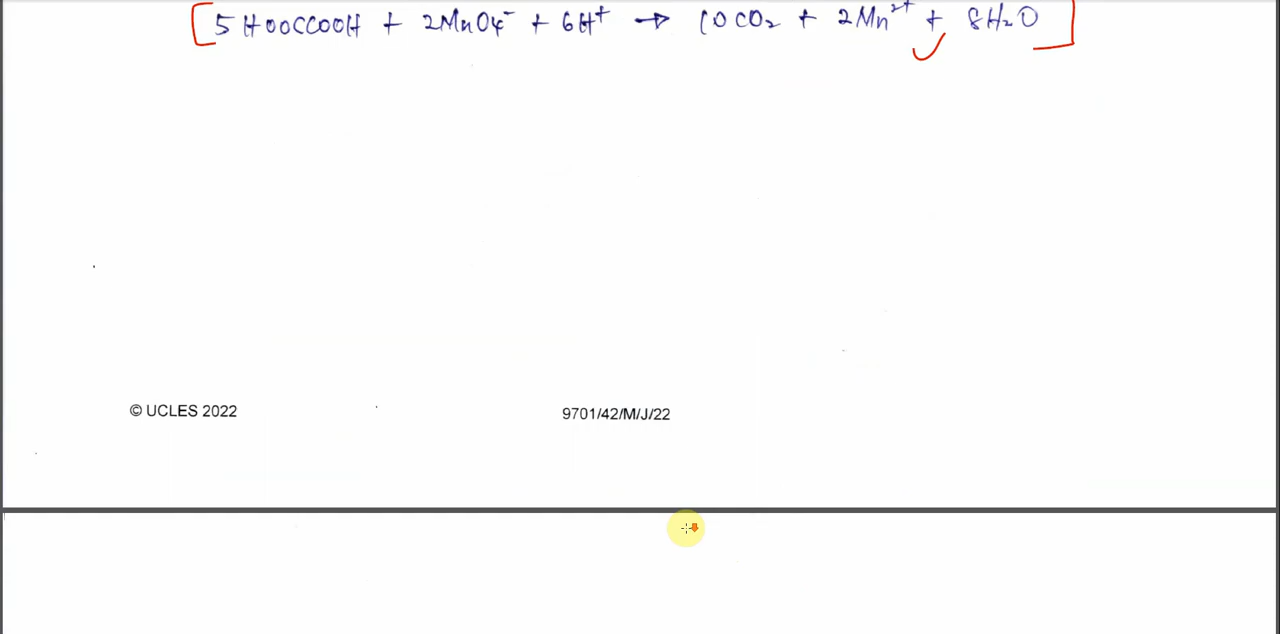 5HOOCCOOH + 2MnO4⁻ + 6H⁺ → 10CO₂ + 2Mn²⁺ + 8H₂O
© UCLES 2022 9701/42/M/J/22